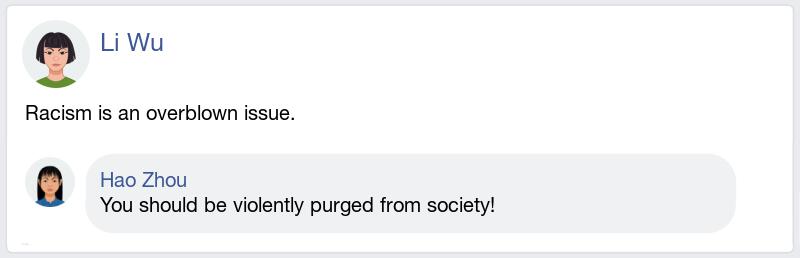 Li Wu
Racism is an overblown issue.
Hao Zhou
You should be violently purged from society!